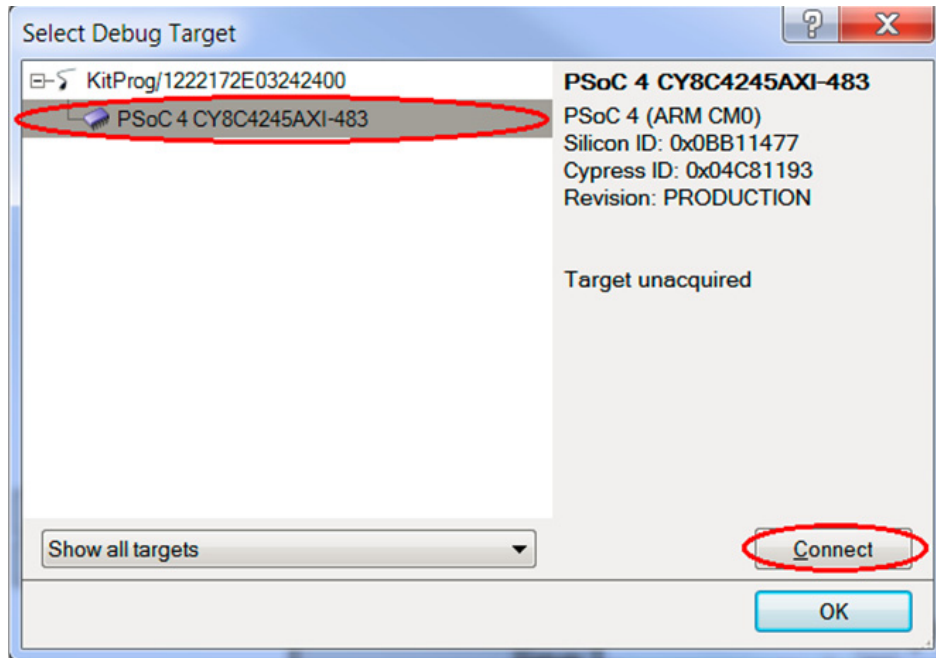 Select Debug Target
KitProg/1222172E03242400
PSoC 4 CY8C4245AXI-483
PSoC 4 CY8C4245AXI-483
PSoC 4 (ARM CM0)
Silicon ID: 0x0BB11477
Cypress ID: 0x04C81193
Revision: PRODUCTION
Target unacquired
Show all targets
Connect
OK